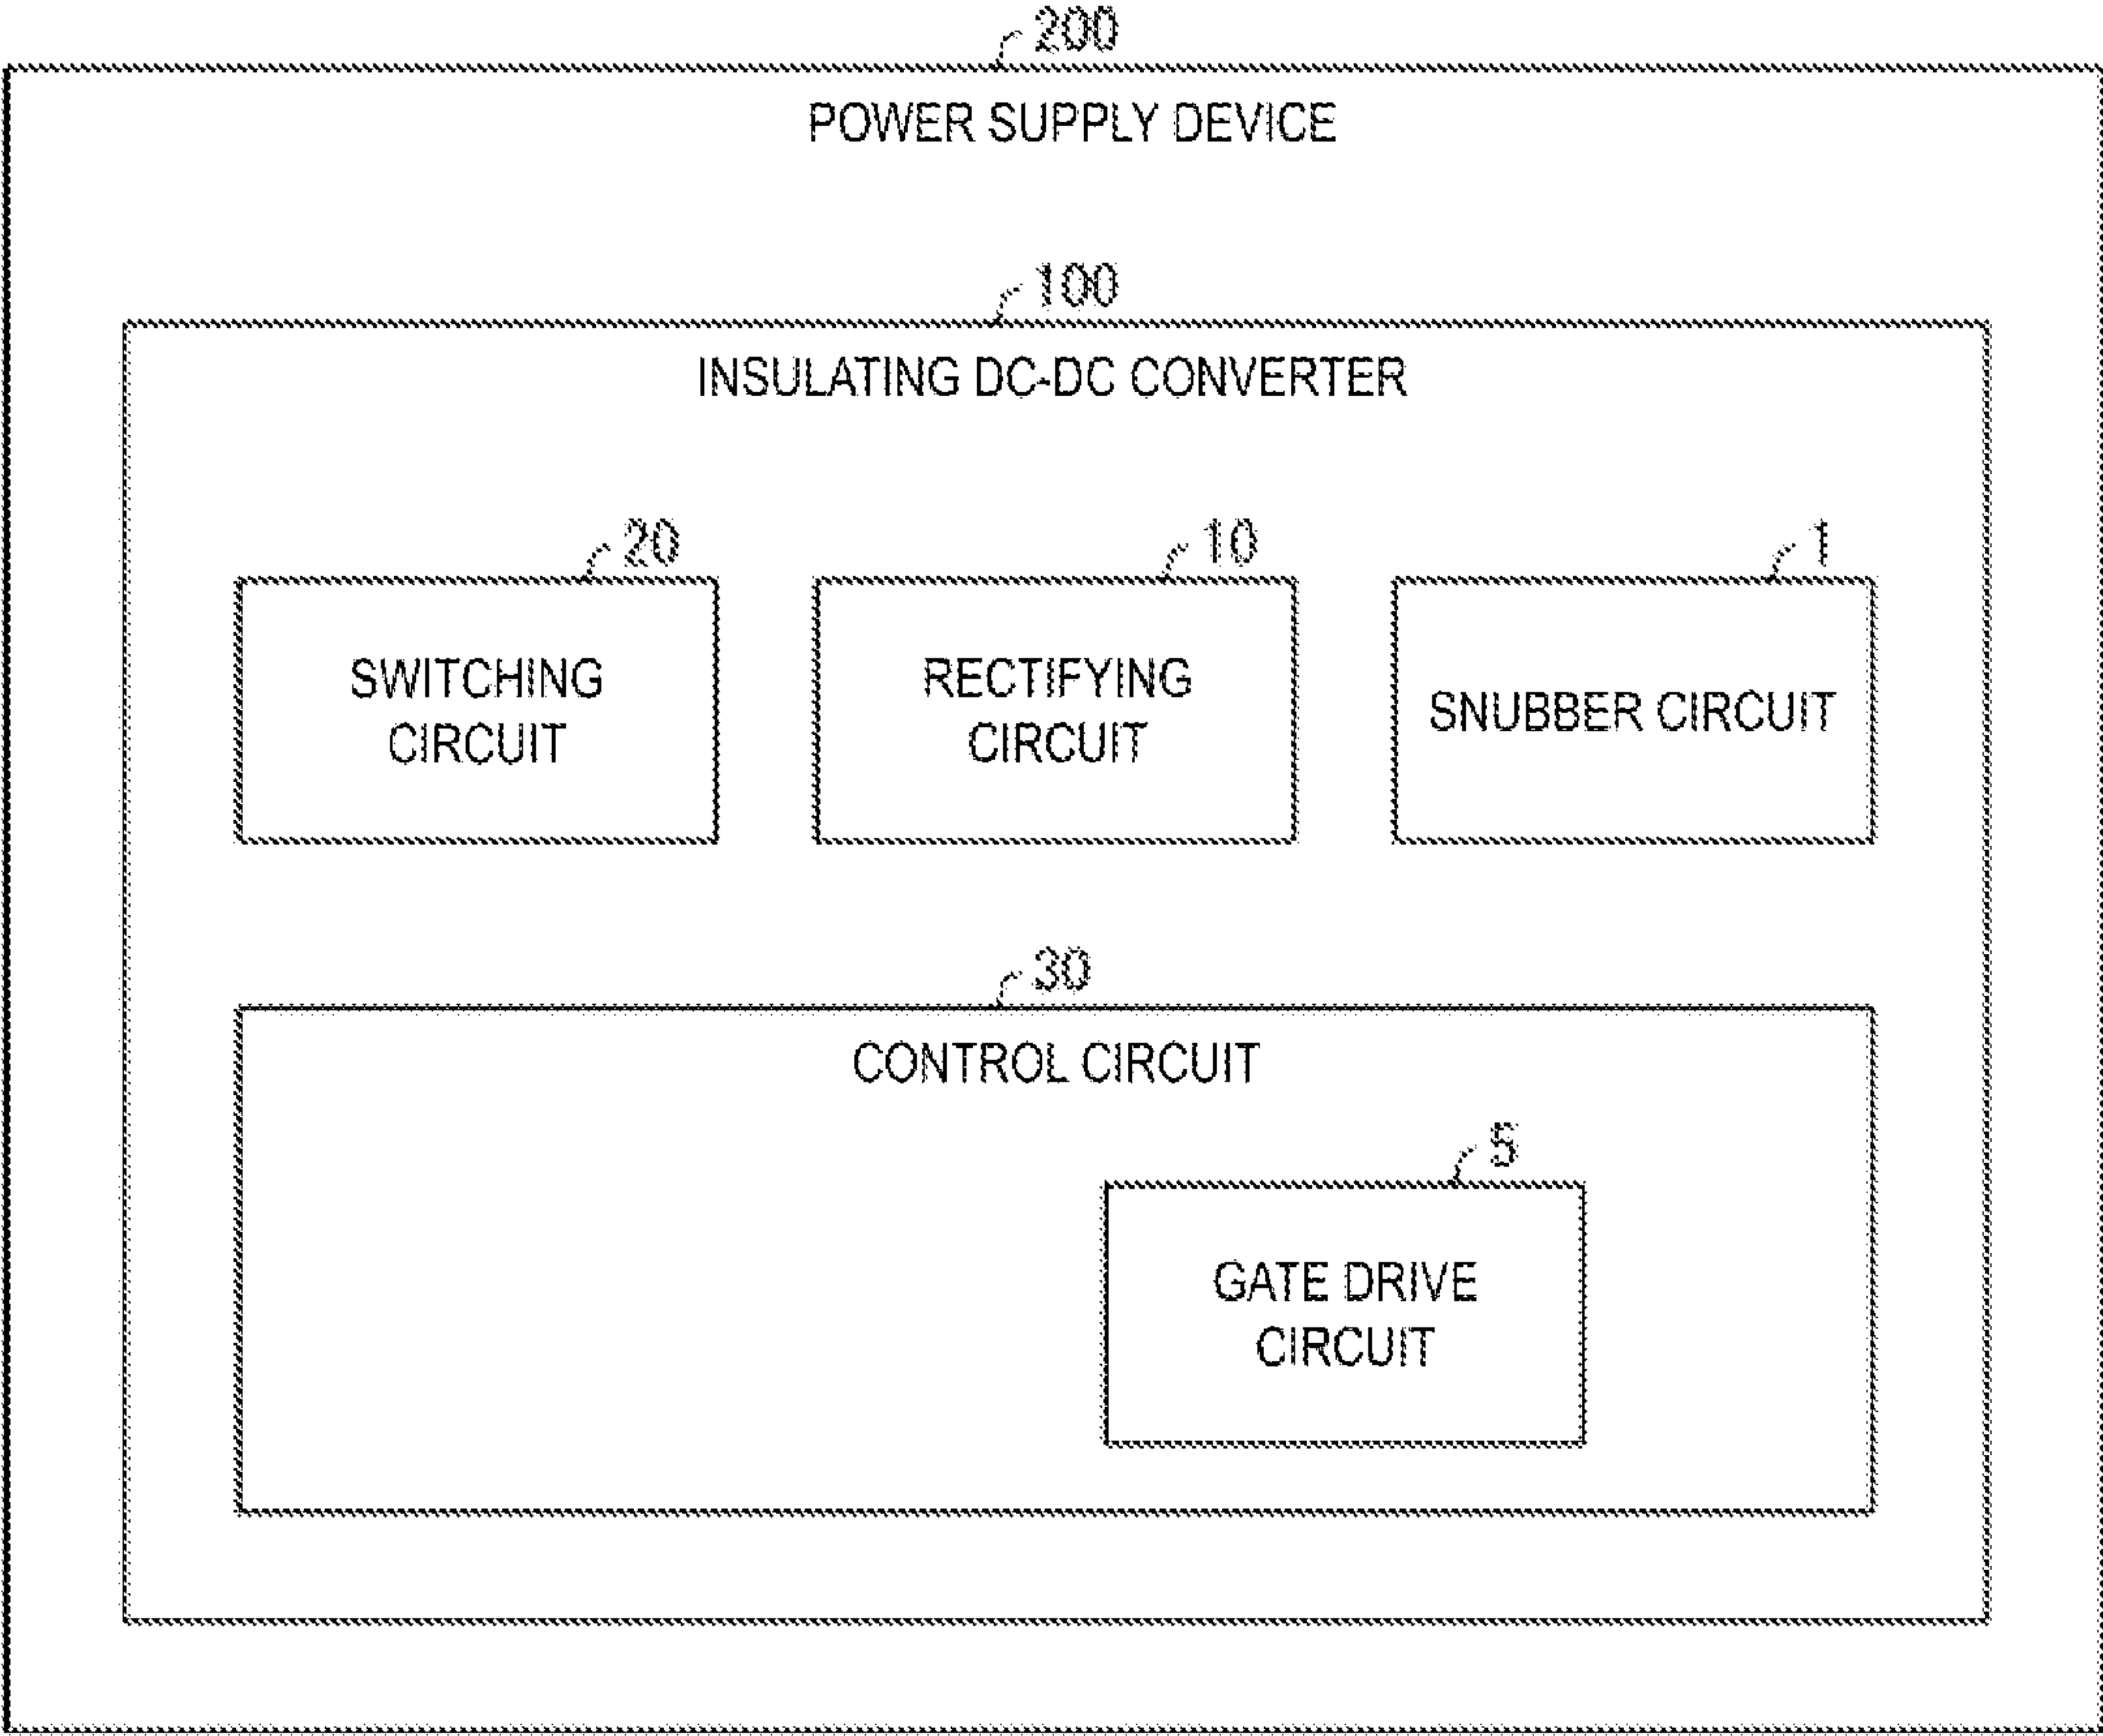 200
POWER SUPPLY DEVICE
100
INSULATING DC-DC CONVERTER
20
SWITCHING
CIRCUIT
10
RECTIFYING
CIRCUIT
1
SNUBBER CIRCUIT
30
CONTROL CIRCUIT
5
GATE DRIVE
CIRCUIT